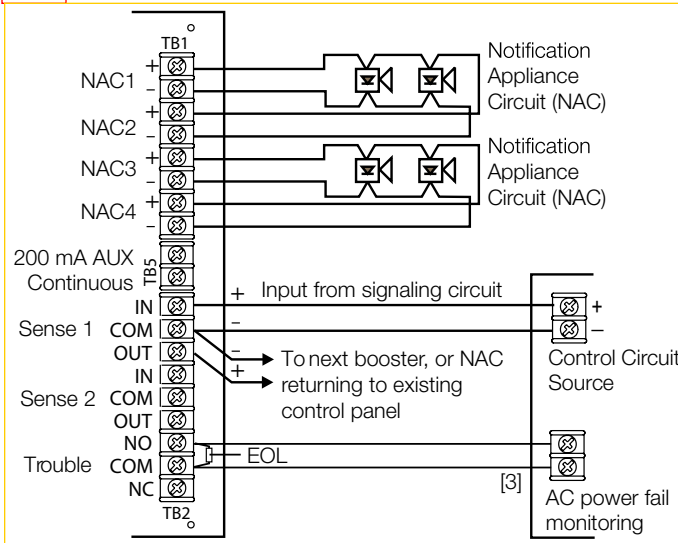 TB1
NAC1
+
-
NAC2
+
-
NAC3
+
-
NAC4
+
-
Notification
Appliance
Circuit (NAC)
Notification
Appliance
Circuit (NAC)
200 mA AUX
Continuous
TB5
Sense 1
IN
COM
OUT
+ Input from signaling circuit +
- –
Control Circuit
Source
- To next booster, or NAC
+ returning to existing
control panel
Sense 2
IN
COM
OUT
Trouble
NO
COM
NC
EOL
[3]
AC power fail
monitoring
TB2